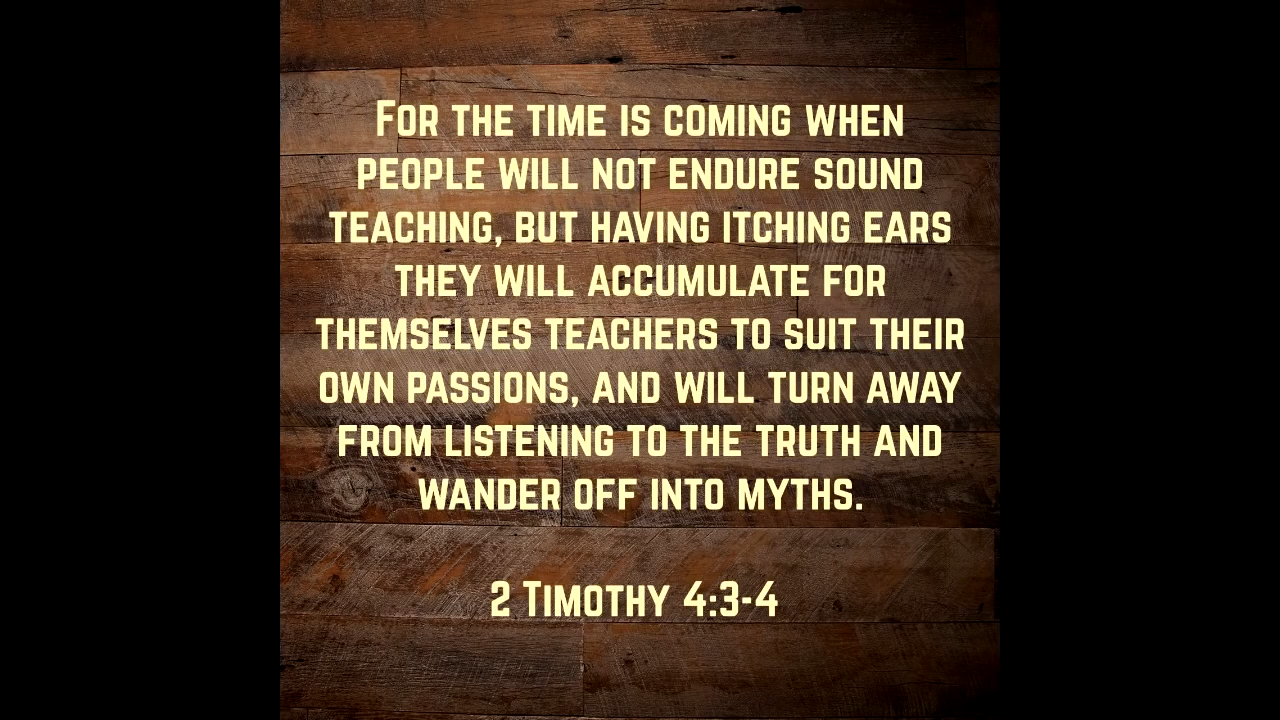 For the time is coming when
people will not endure sound
teaching, but having itching ears
they will accumulate for
themselves teachers to suit their
own passions, and will turn away
from listening to the truth and
wander off into myths.
2 Timothy 4:3-4